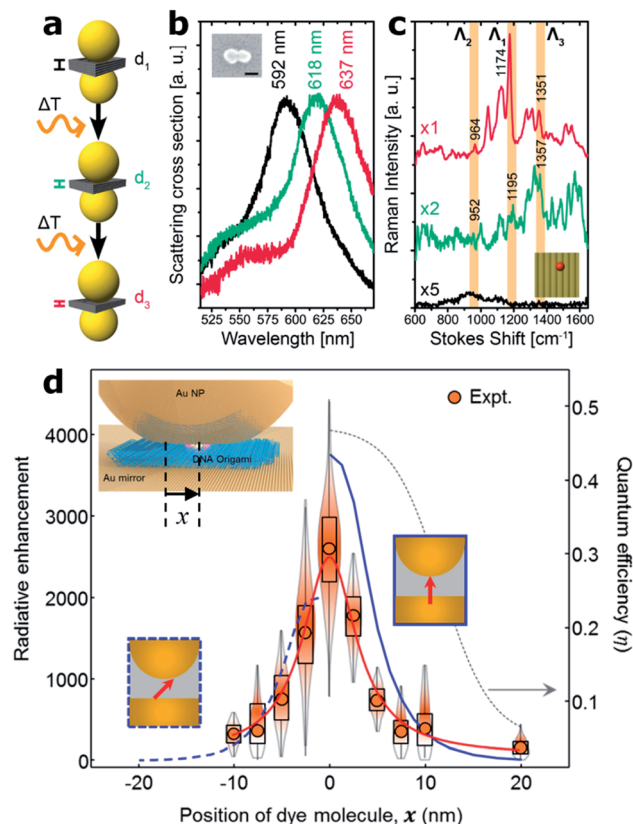 a
d1
ΔT
d2
ΔT
d3
b
592 nm
618 nm
637 nm
Scattering cross section [a. u.]
525 550 575 600 625 650
Wavelength [nm]
c
Λ2 Λ1 Λ3
1174
964
1351
x1
1357
1195
952
x2
x5
Raman Intensity [a. u.]
600 800 1000 1200 1400 1600
Stokes Shift [cm-1]
d
Au NP
DNA Origami
Au mirror
x
Expt.
4000
3000
2000
1000
0
Radiative enhancement
0.5
0.4
0.3
0.2
0.1
Quantum efficiency (η)
-20 -10 0 10 20
Position of dye molecule, x (nm)